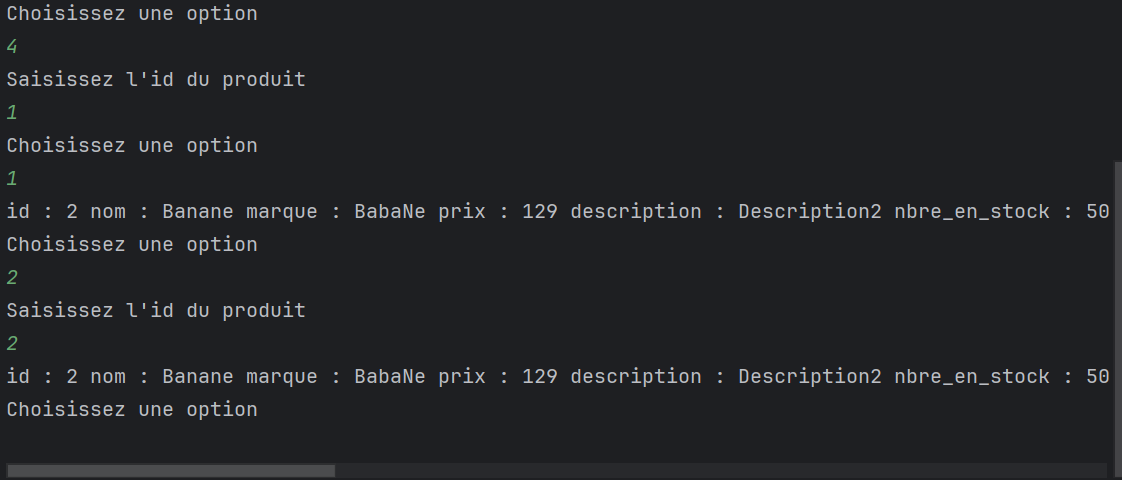 Choisissez une option
4
Saisissez l'id du produit
1
Choisissez une option
1
id : 2 nom : Banane marque : BabaNe prix : 129 description : Description2 nbre_en_stock : 50
Choisissez une option
2
Saisissez l'id du produit
2
id : 2 nom : Banane marque : BabaNe prix : 129 description : Description2 nbre_en_stock : 50
Choisissez une option